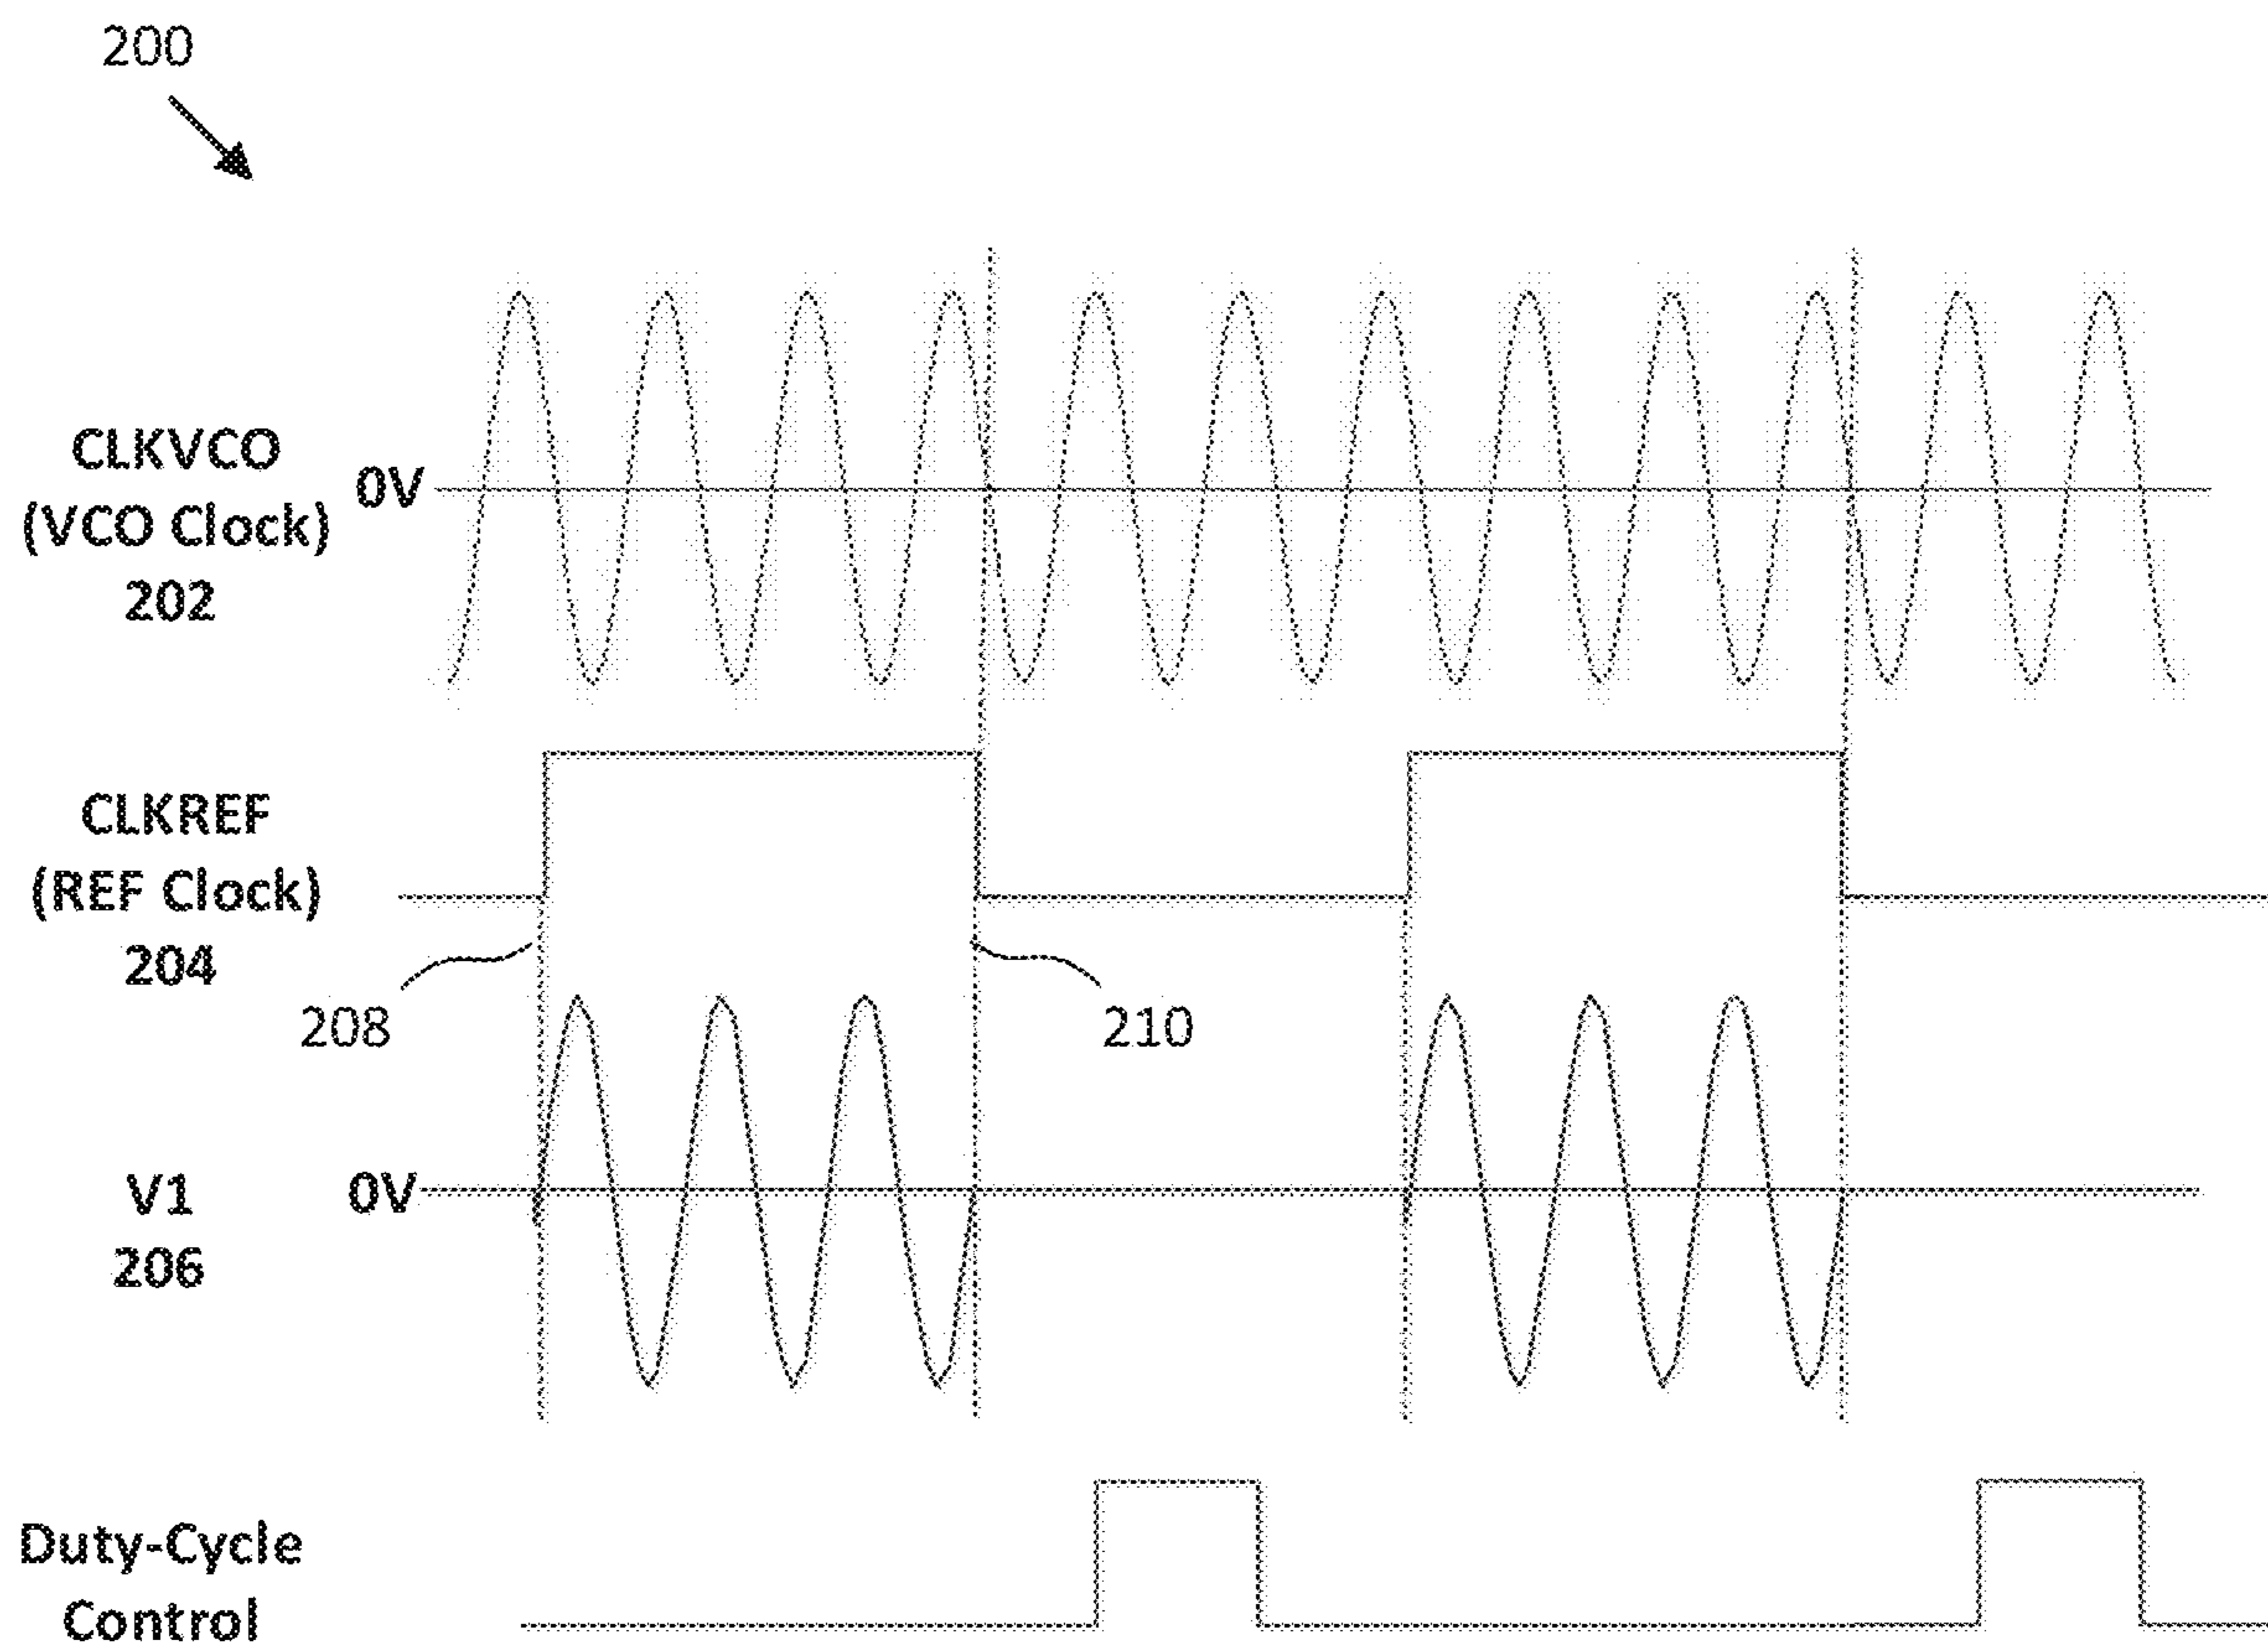 200
CLKVCO
(VCO Clock)
202
0V
CLKREF
(REF Clock)
204
208
210
V1
206
0V
Duty-Cycle
Control